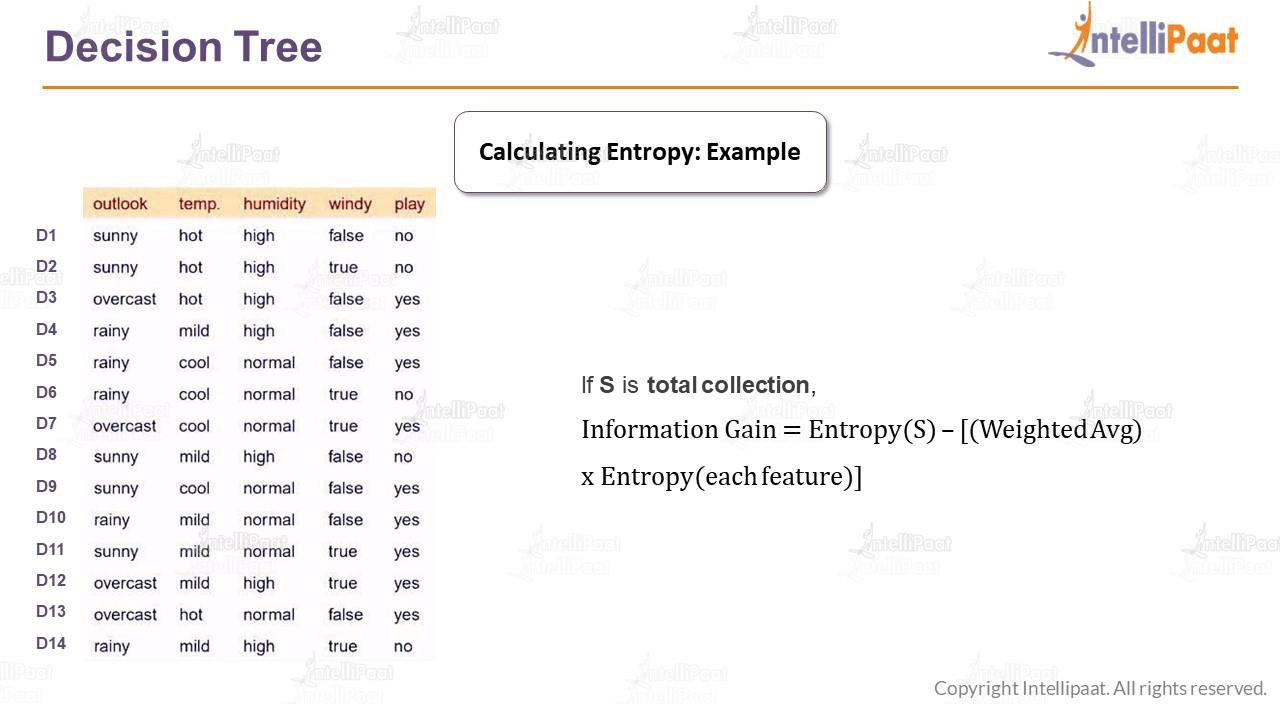 Decision Tree
IntelliPaat
Calculating Entropy: Example
outlook temp. humidity windy play
D1 sunny hot high false no
D2 sunny hot high true no
D3 overcast hot high false yes
D4 rainy mild high false yes
D5 rainy cool normal false yes
D6 rainy cool normal true no
D7 overcast cool normal true yes
D8 sunny mild high false no
D9 sunny cool normal false yes
D10 rainy mild normal false yes
D11 sunny mild normal true yes
D12 overcast mild high true yes
D13 overcast hot normal false yes
D14 rainy mild high true no
If S is total collection,
Information Gain = Entropy(S) – [(Weighted Avg)
x Entropy(each feature)]
Copyright Intellipaat. All rights reserved.